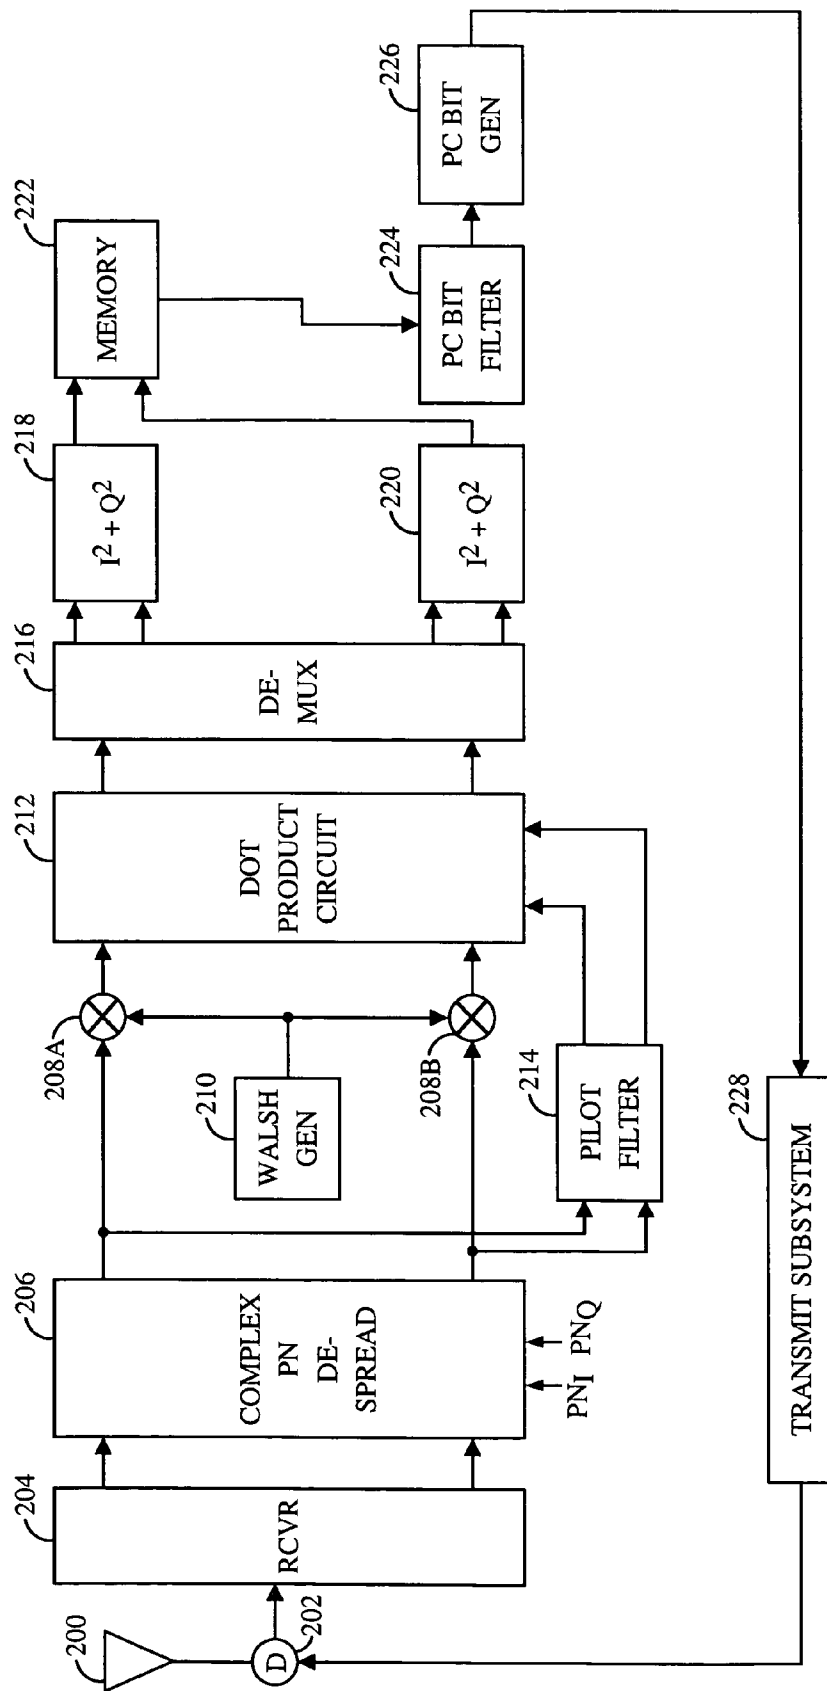 200
D
202
204
RCVR
206
COMPLEX
PN
DE-
SPREAD
PN_I PN_Q
208A
208B
210
WALSH
GEN
212
DOT
PRODUCT
CIRCUIT
214
PILOT
FILTER
216
DE-
MUX
218
I² + Q²
220
I² + Q²
222
MEMORY
224
PC BIT
FILTER
226
PC BIT
GEN
228
TRANSMIT SUBSYSTEM